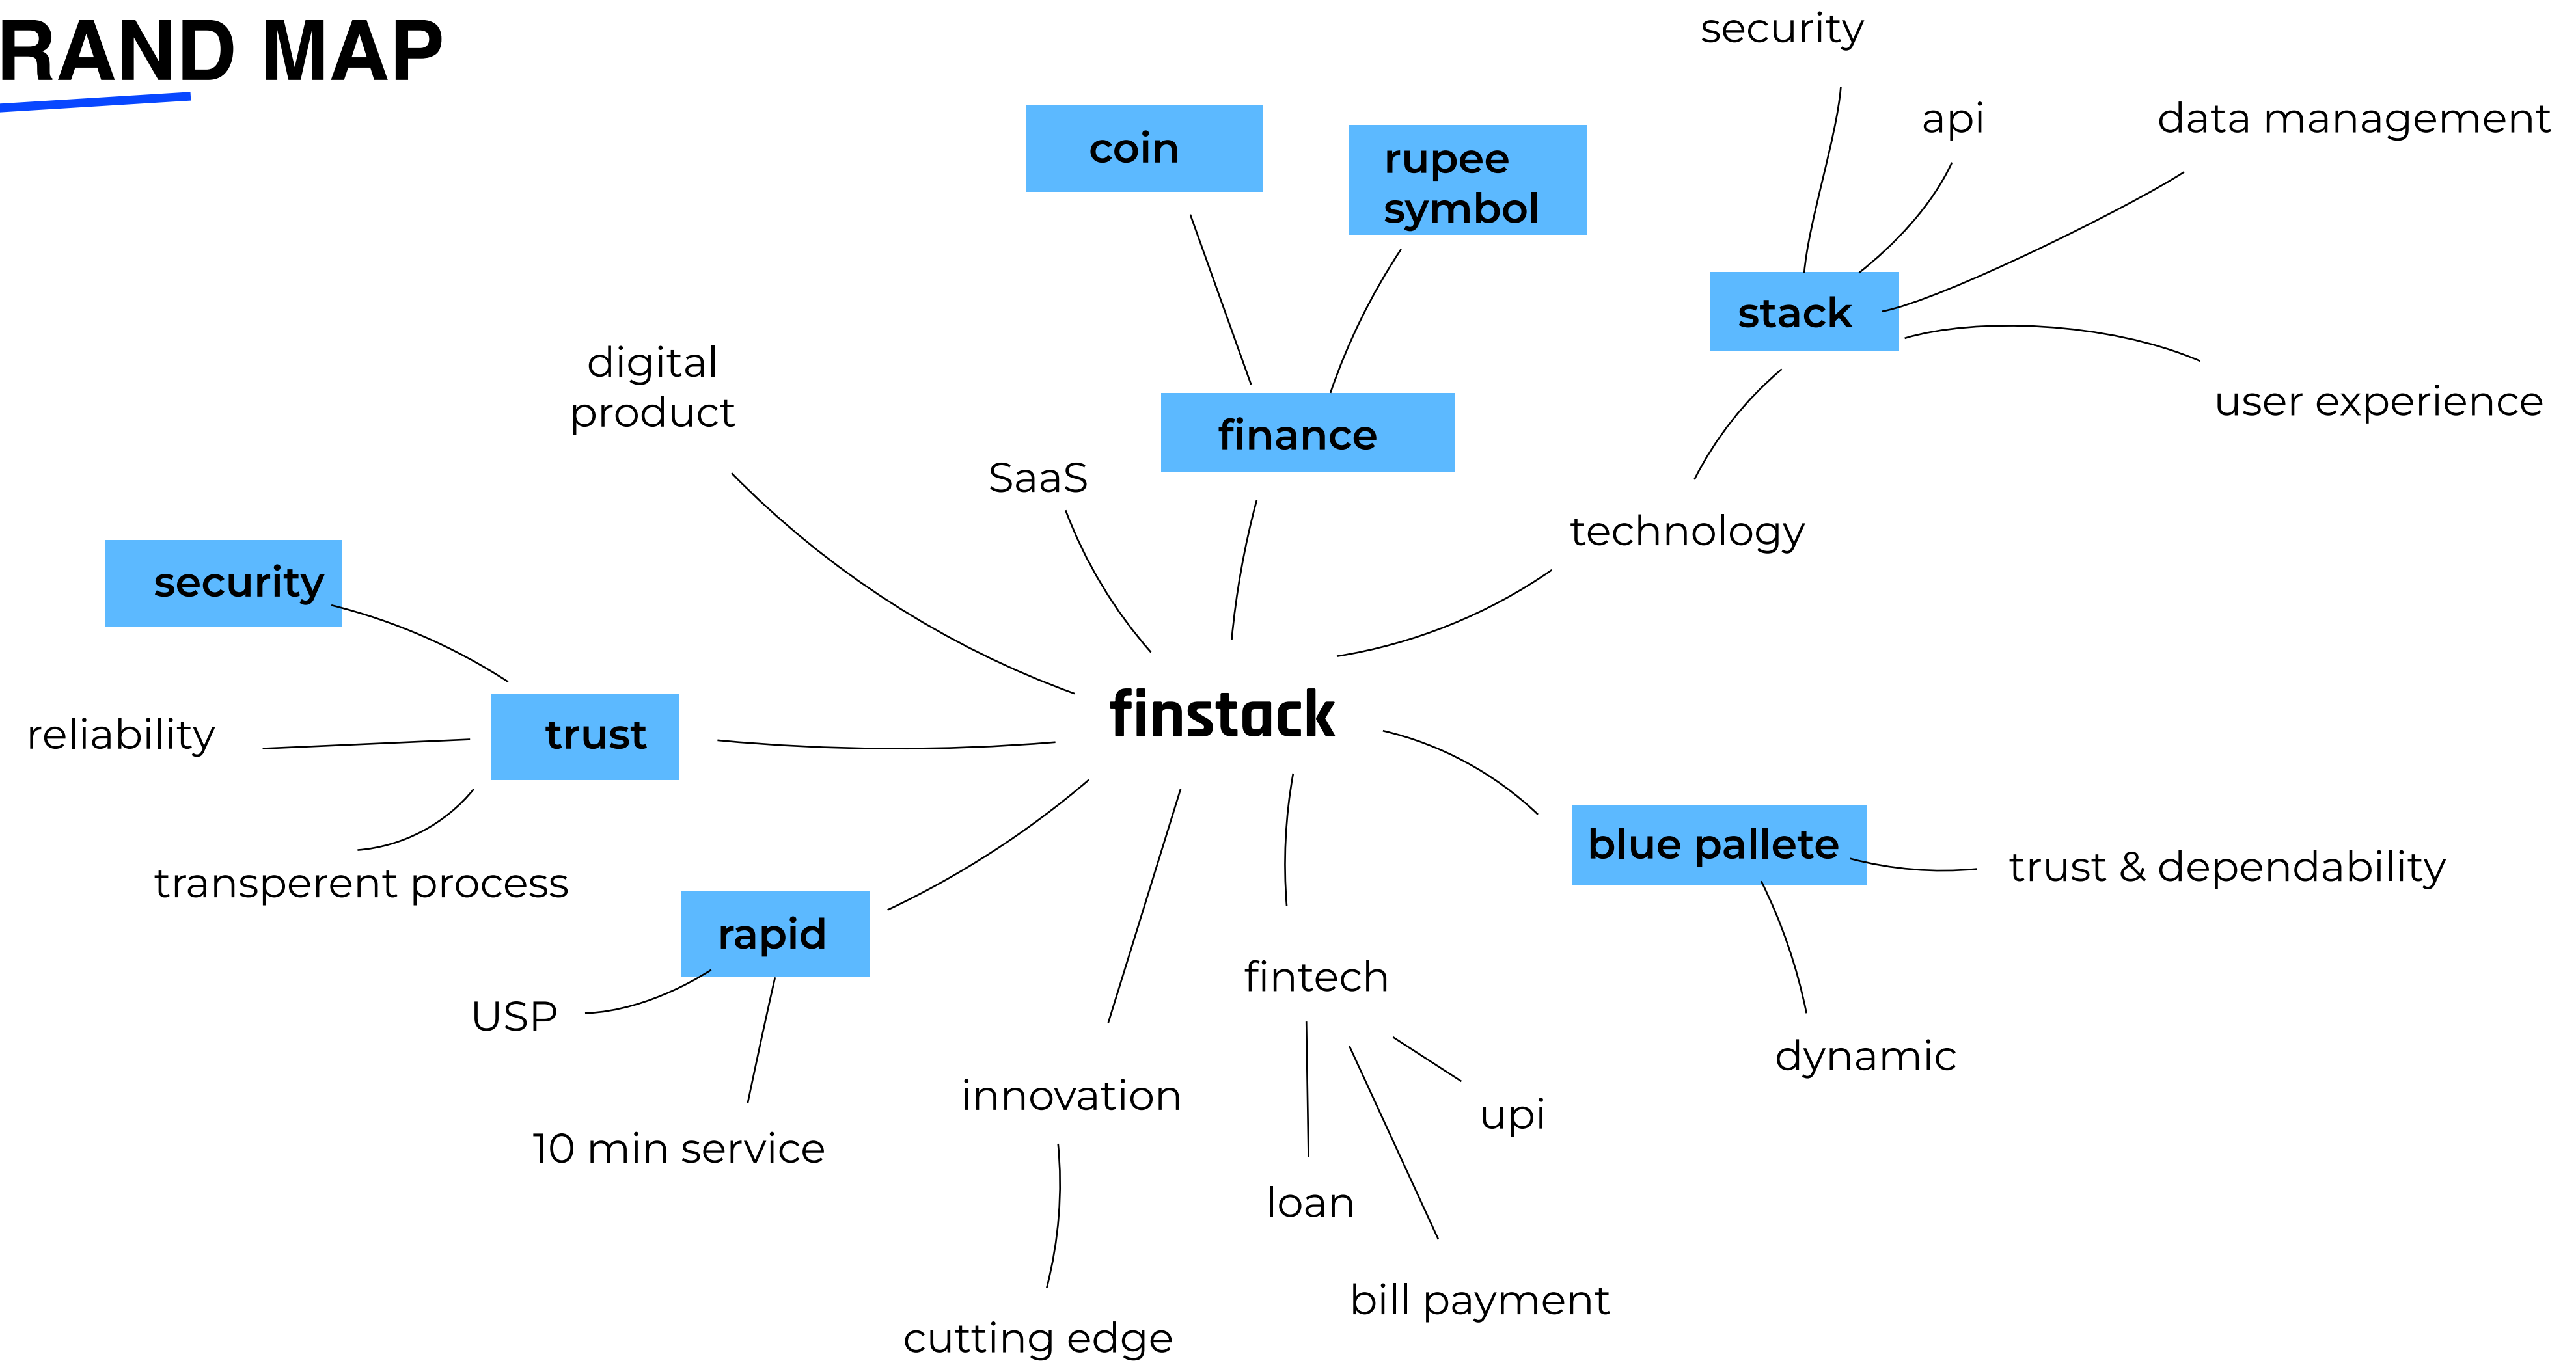 RAND MAP
security
api
data management
coin
rupee
symbol
stack
digital
product
user experience
finance
SaaS
technology
security
finstack
reliability
trust
blue pallete
trust & dependability
transperent process
rapid
fintech
USP
dynamic
innovation
upi
10 min service
loan
bill payment
cutting edge